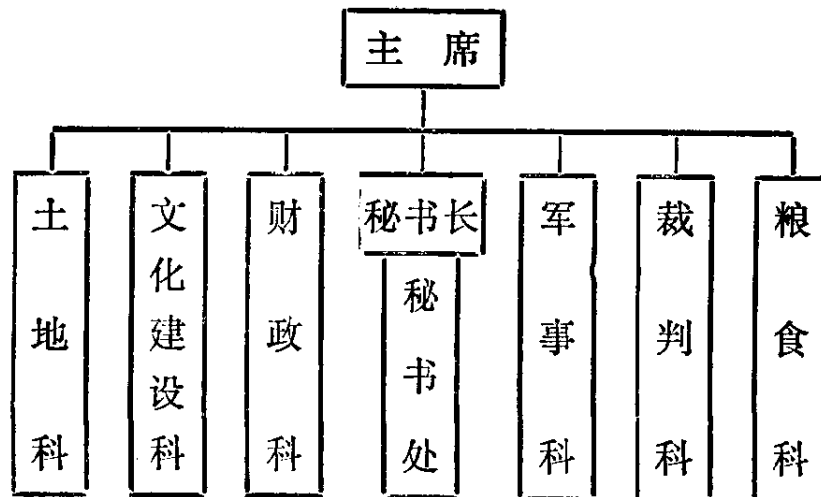 主席
土地科
文化建设科
财政科
秘书长
秘书处
军事科
裁判科
粮食科